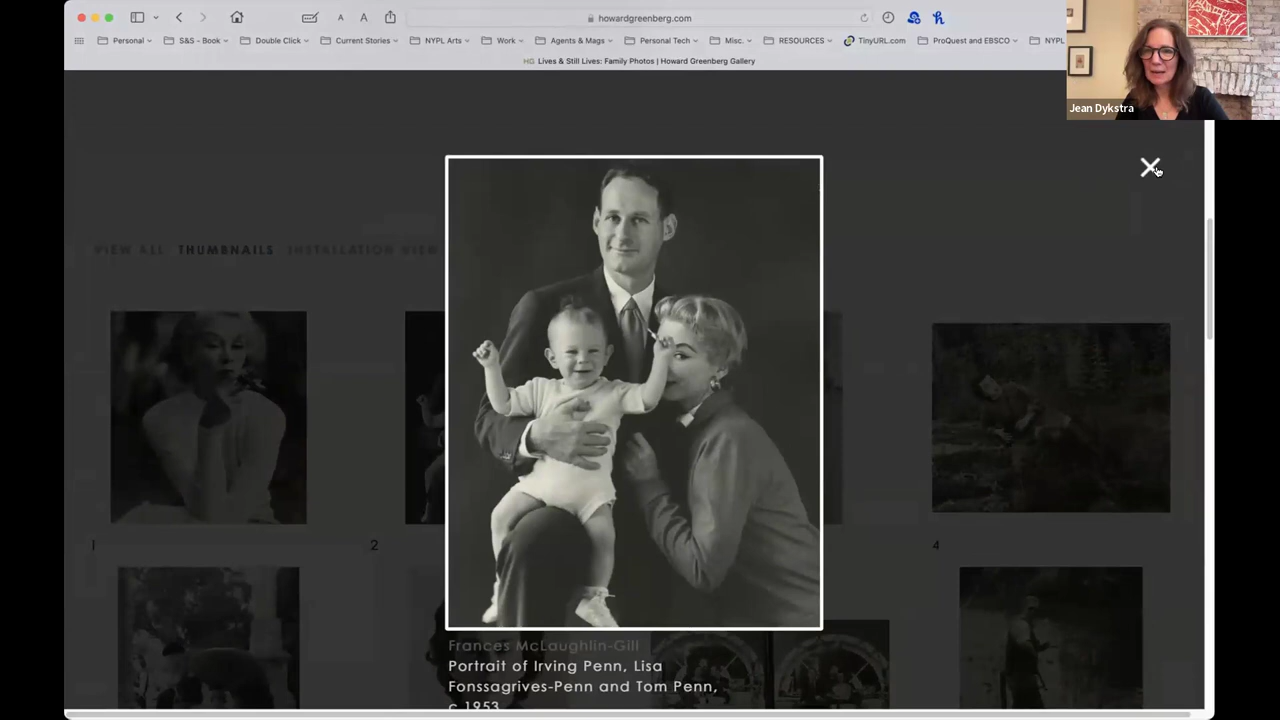 howardgreenberg.com
A A
Personal S&S - Book Double Click Current Stories NYPL Arts Work Agents & Mags Personal Tech Misc. RESOURCES TinyURL.com ProQuest and EBSCO NYPL
HG Lives & Still Lives: Family Photos | Howard Greenberg Gallery
Jean Dykstra
VIEW ALL THUMBNAILS INSTALLATION VIEW
1 2 4
Frances McLaughlin-Gill
Portrait of Irving Penn, Lisa
Fonssagrives-Penn and Tom Penn,
c.1953